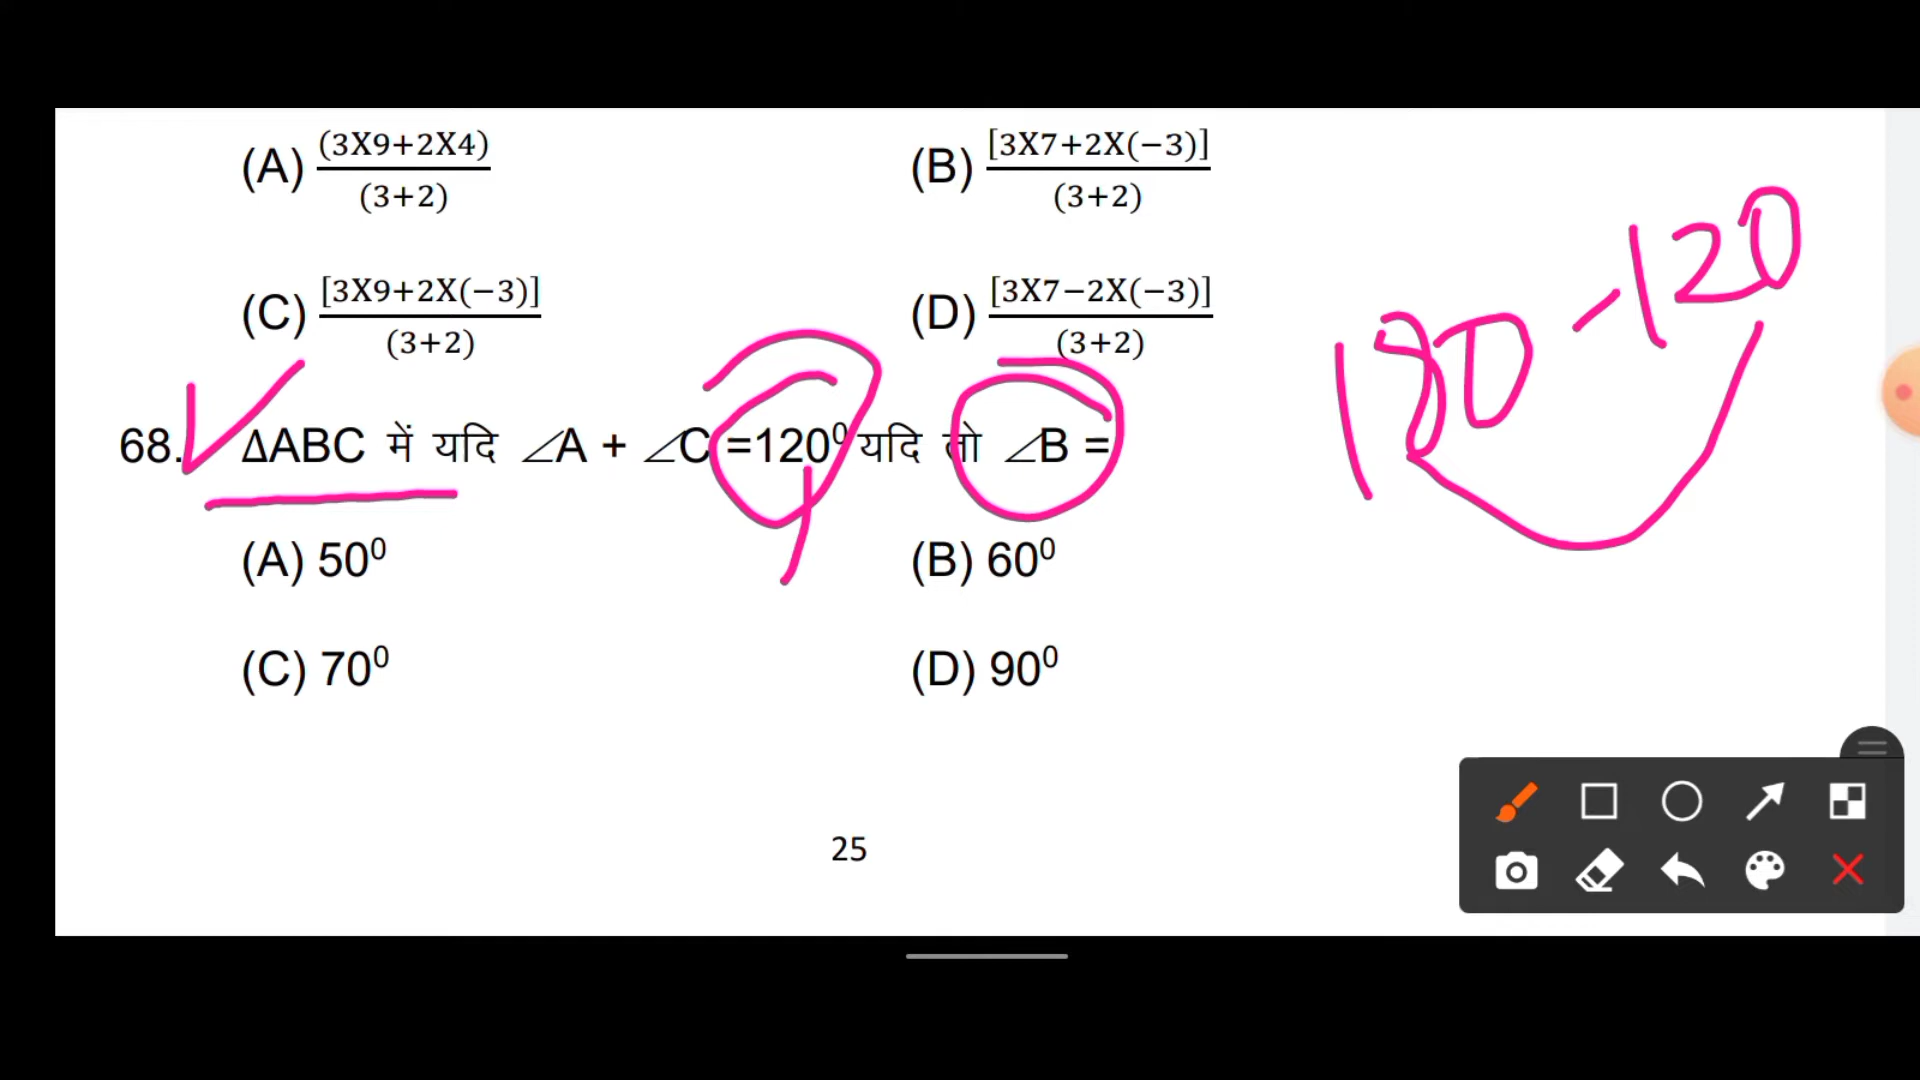 (A) (3X9+2X4)/(3+2) (B) [3X7+2X(−3)]/(3+2)
(C) [3X9+2X(−3)]/(3+2) (D) [3X7−2X(−3)]/(3+2)
180 - 120
68. ΔABC में यदि ∠A + ∠C =120⁰ यदि तो ∠B =
(A) 50⁰ (B) 60⁰
(C) 70⁰ (D) 90⁰
25